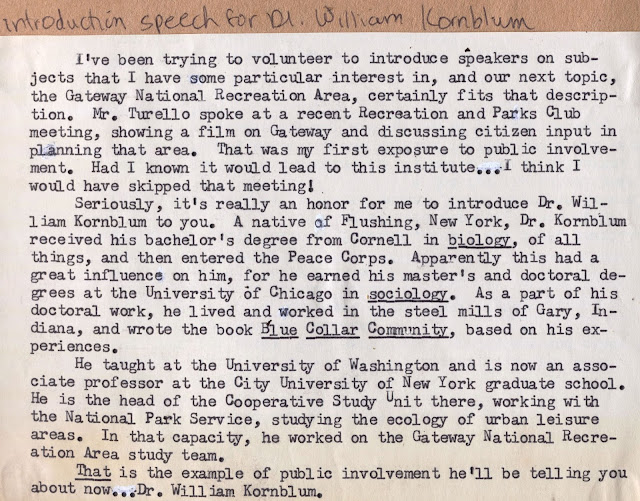 introduction speech for Dr. William Kornblum
I've been trying to volunteer to introduce speakers on sub-
jects that I have some particular interest in, and our next topic,
the Gateway National Recreation Area, certainly fits that descrip-
tion. Mr. Turello spoke at a recent Recreation and Parks Club
meeting, showing a film on Gateway and discussing citizen input in
planning that area. That was my first exposure to public involve-
ment. Had I known it would lead to this institute...I think I
would have skipped that meeting!
Seriously, it's really an honor for me to introduce Dr. Wil-
liam Kornblum to you. A native of Flushing, New York, Dr. Kornblum
received his bachelor's degree from Cornell in biology, of all
things, and then entered the Peace Corps. Apparently this had a
great influence on him, for he earned his master's and doctoral de-
grees at the University of Chicago in sociology. As a part of his
doctoral work, he lived and worked in the steel mills of Gary, In-
diana, and wrote the book Blue Collar Community, based on his ex-
periences.
He taught at the University of Washington and is now an asso-
ciate professor at the City University of New York graduate school.
He is the head of the Cooperative Study Unit there, working with
the National Park Service, studying the ecology of urban leisure
areas. In that capacity, he worked on the Gateway National Recre-
ation Area study team.
That is the example of public involvement he'll be telling you
about now...Dr. William Kornblum.